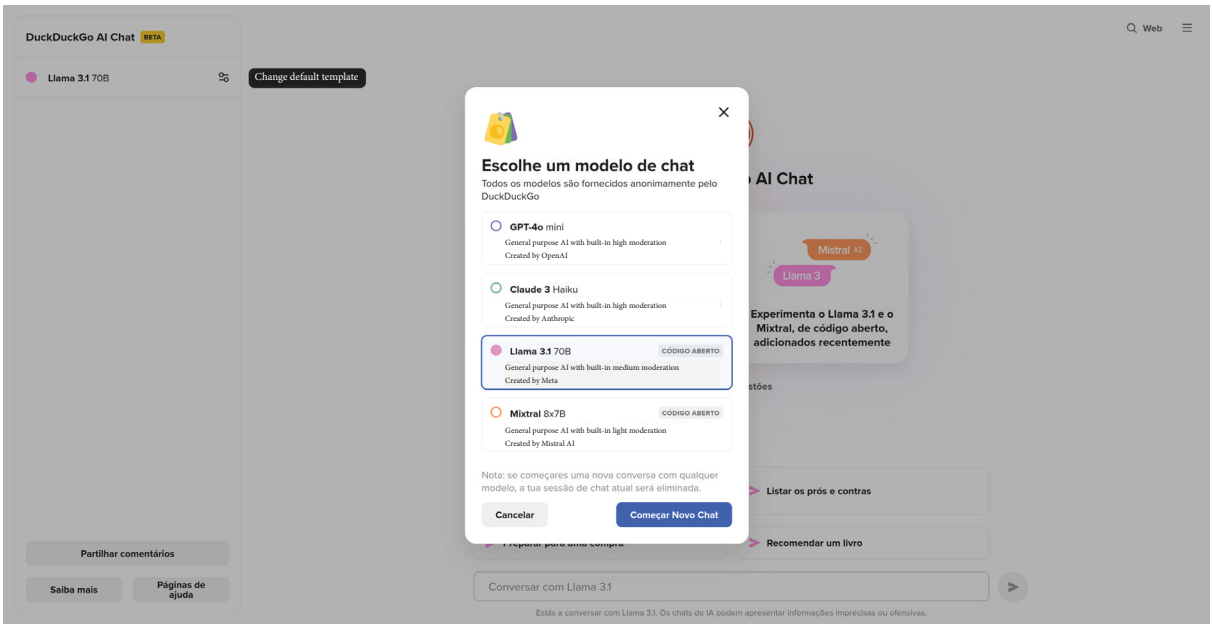 DuckDuckGo AI Chat BETA
Web
Llama 3.1 70B
Change default template
Escolhe um modelo de chat
Todos os modelos são fornecidos anonimamente pelo
DuckDuckGo
GPT-4o mini
General purpose AI with built-in high moderation
Created by OpenAI
Claude 3 Haiku
General purpose AI with built-in high moderation
Created by Anthropic
Llama 3.1 70B CÓDIGO ABERTO
General purpose AI with built-in medium moderation
Created by Meta
Mixtral 8x7B CÓDIGO ABERTO
General purpose AI with built-in light moderation
Created by Mistral AI
Nota: se começares uma nova conversa com qualquer
modelo, a tua sessão de chat atual será eliminada.
Cancelar
Começar Novo Chat
AI Chat
Mistral AI
Llama 3
Experimenta o Llama 3.1 e o
Mixtral, de código aberto,
adicionados recentemente
Listar os prós e contras
Preparar para uma compra
Recomendar um livro
Partilhar comentários
Saiba mais
Páginas de
ajuda
Conversar com Llama 3.1
Estás a conversar com Llama 3.1. Os chats de IA podem apresentar informações imprecisas ou ofensivas.